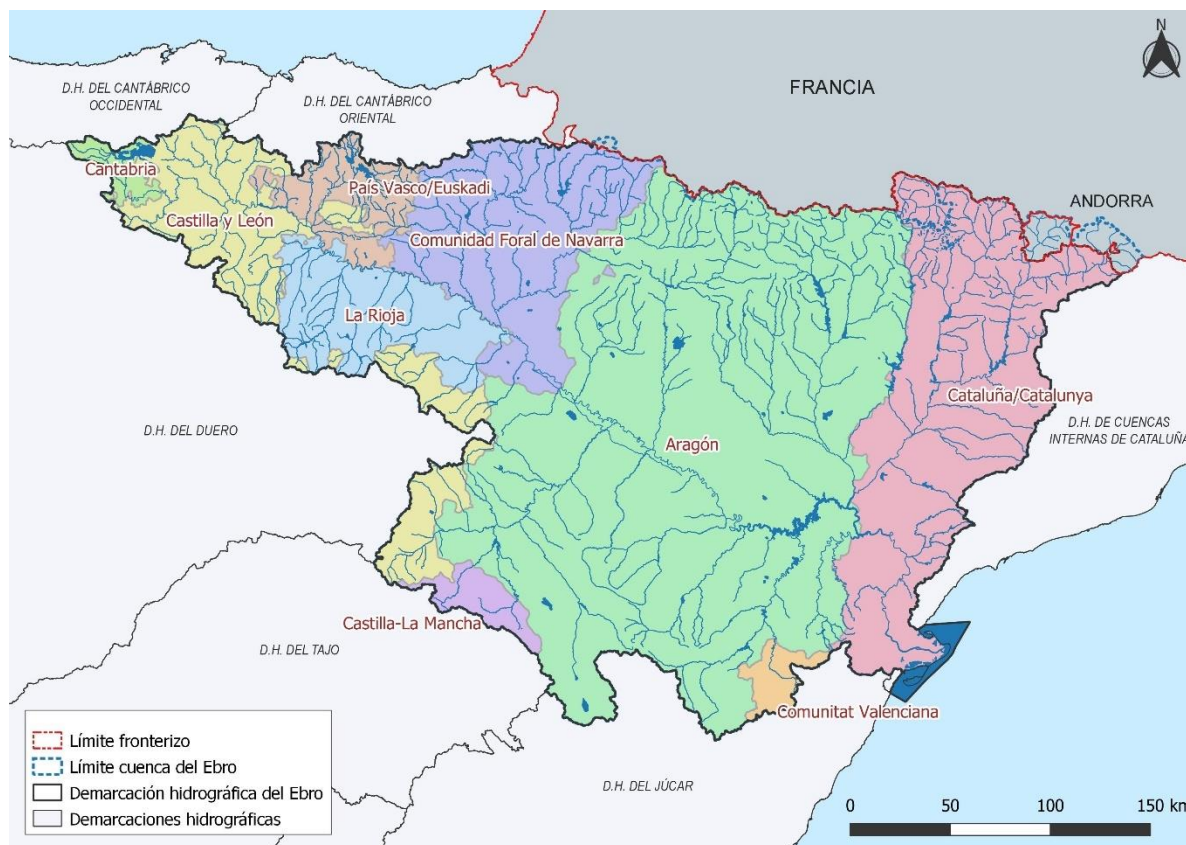 N
FRANCIA
D.H. DEL CANTÁBRICO
OCCIDENTAL
D.H. DEL CANTÁBRICO
ORIENTAL
Cantabria
País Vasco/Euskadi
ANDORRA
Castilla y León
Comunidad Foral de Navarra
La Rioja
Cataluña/Catalunya
D.H. DE CUENCAS
INTERNAS DE CATALUÑA
D.H. DEL DUERO
Aragón
Castilla-La Mancha
D.H. DEL TAJO
Comunitat Valenciana
D.H. DEL JÚCAR
Límite fronterizo
Límite cuenca del Ebro
Demarcación hidrográfica del Ebro
Demarcaciones hidrográficas
0 50 100 150 km